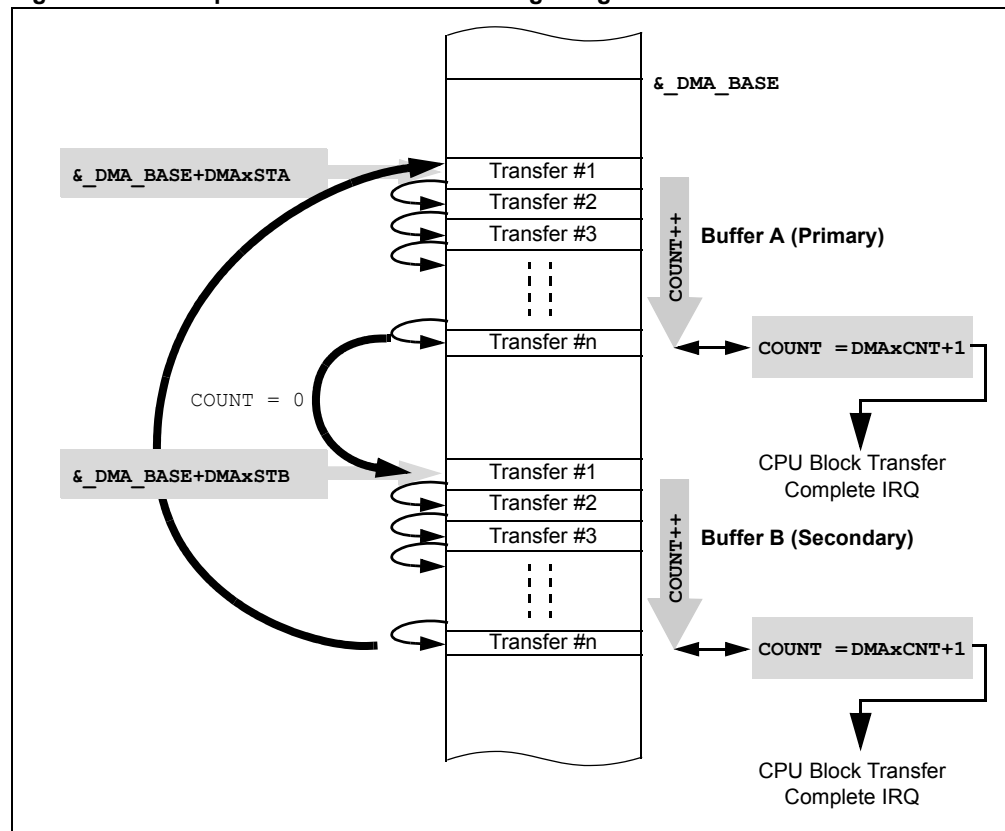 &_DMA_BASE
&_DMA_BASE+DMAxSTA
Transfer #1
Transfer #2
Transfer #3
Transfer #n
COUNT++
Buffer A (Primary)
COUNT = DMAxCNT+1
CPU Block Transfer
Complete IRQ
COUNT = 0
&_DMA_BASE+DMAxSTB
Transfer #1
Transfer #2
Transfer #3
Transfer #n
COUNT++
Buffer B (Secondary)
COUNT = DMAxCNT+1
CPU Block Transfer
Complete IRQ